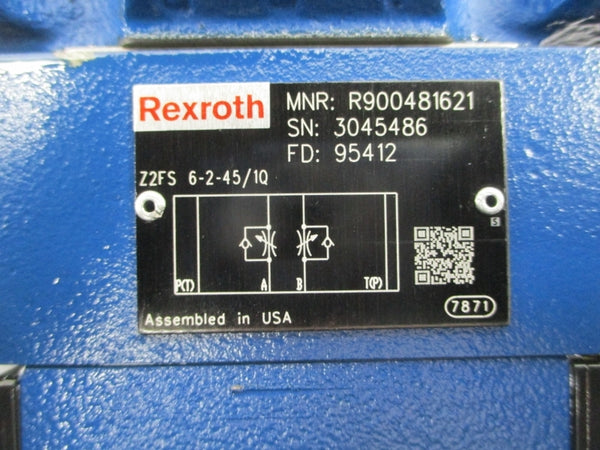 Rexroth
MNR: R900481621
SN: 3045486
FD: 95412
Z2FS 6-2-45/1Q
P(T) A B T(P)
S
Assembled in USA
7871